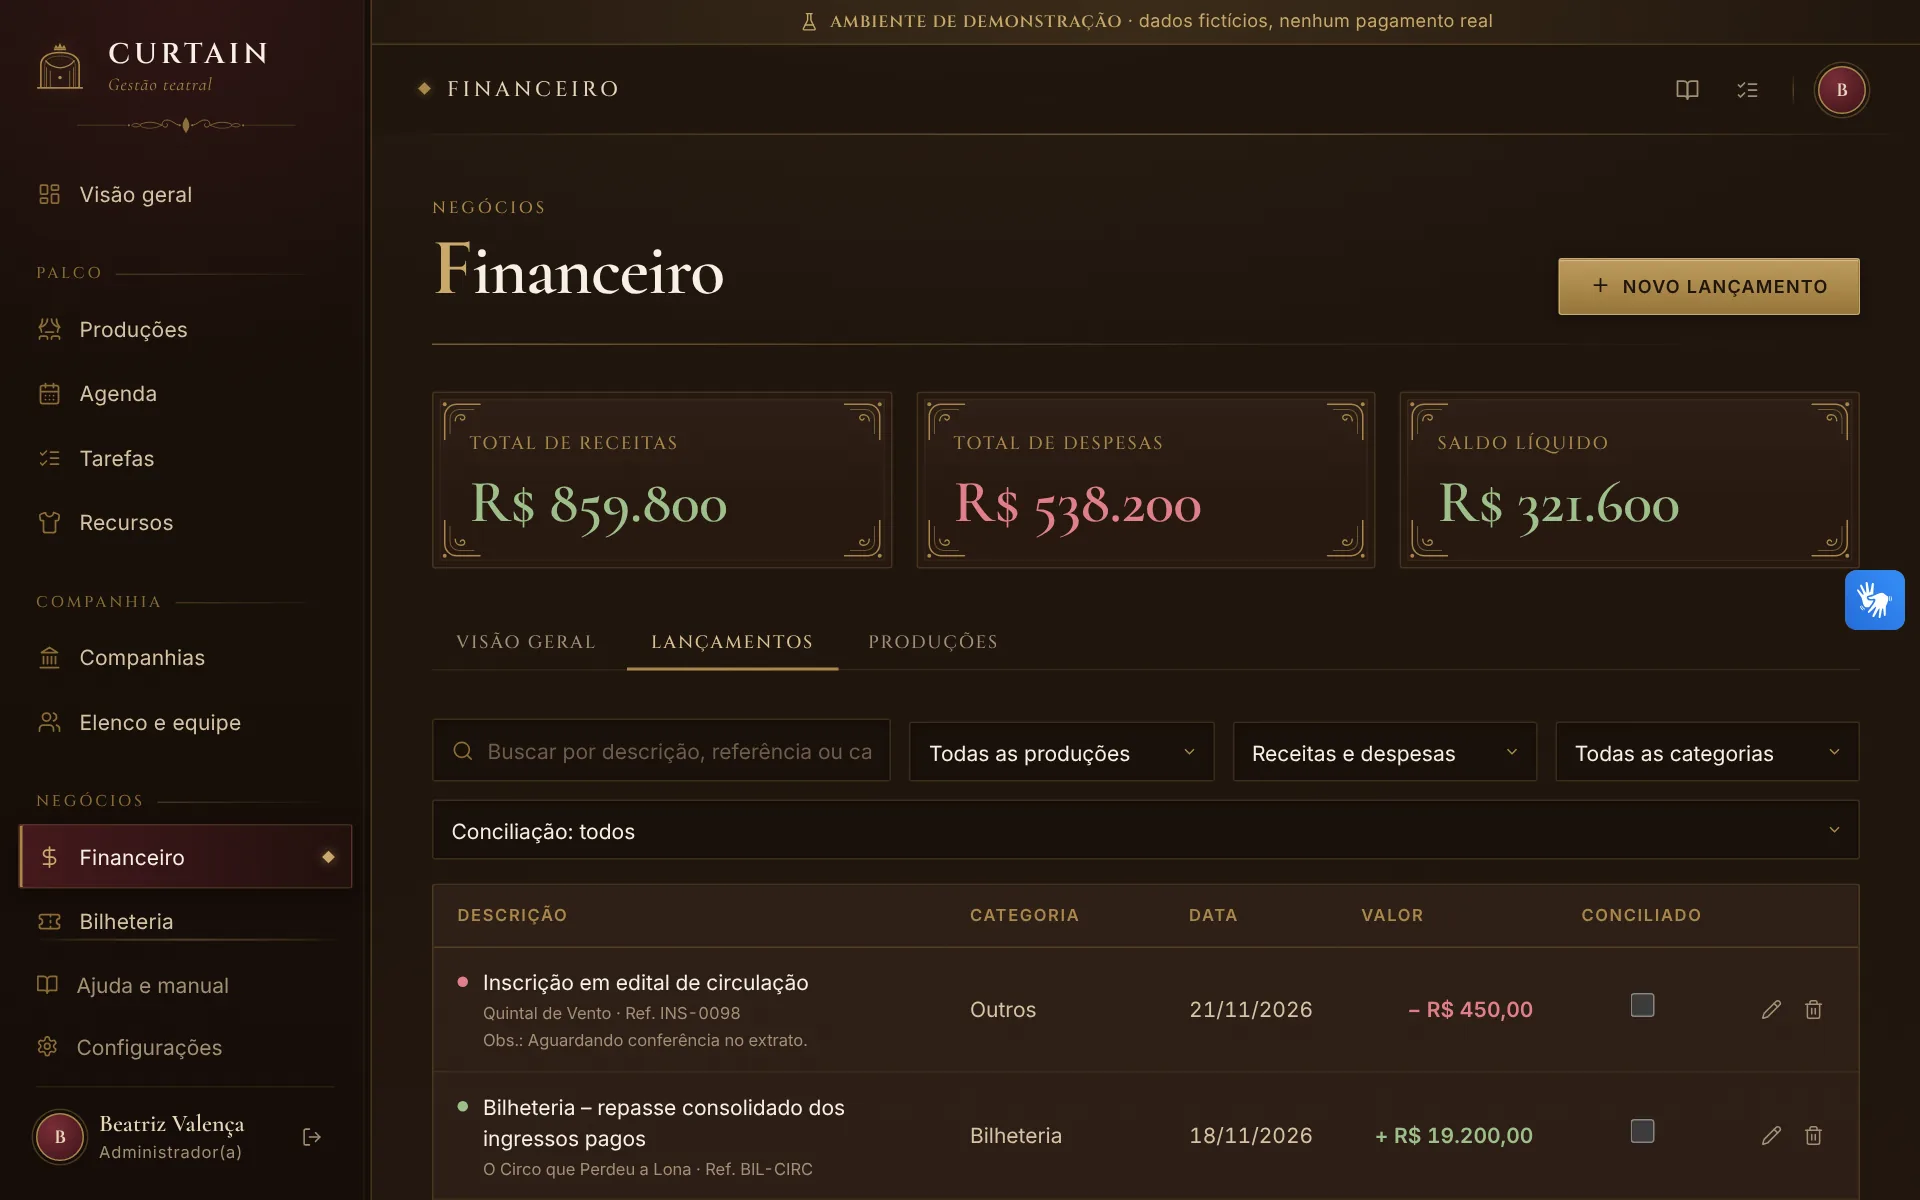 CURTAIN
Gestão teatral
Visão geral
PALCO
Produções
Agenda
Tarefas
Recursos
COMPANHIA
Companhias
Elenco e equipe
NEGÓCIOS
Financeiro
Bilheteria
Ajuda e manual
Configurações
B
Beatriz Valença
Administrador(a)
AMBIENTE DE DEMONSTRAÇÃO · dados fictícios, nenhum pagamento real
FINANCEIRO
B
NEGÓCIOS
Financeiro
+ NOVO LANÇAMENTO
TOTAL DE RECEITAS
R$ 859.800
TOTAL DE DESPESAS
R$ 538.200
SALDO LÍQUIDO
R$ 321.600
VISÃO GERAL LANÇAMENTOS PRODUÇÕES
Buscar por descrição, referência ou ca
Todas as produções
Receitas e despesas
Todas as categorias
Conciliação: todos
DESCRIÇÃO CATEGORIA DATA VALOR CONCILIADO
Inscrição em edital de circulação
Quintal de Vento · Ref. INS-0098
Obs.: Aguardando conferência no extrato.
Outros
21/11/2026
– R$ 450,00
Bilheteria – repasse consolidado dos
ingressos pagos
O Circo que Perdeu a Lona · Ref. BIL-CIRC
Bilheteria
18/11/2026
+ R$ 19.200,00